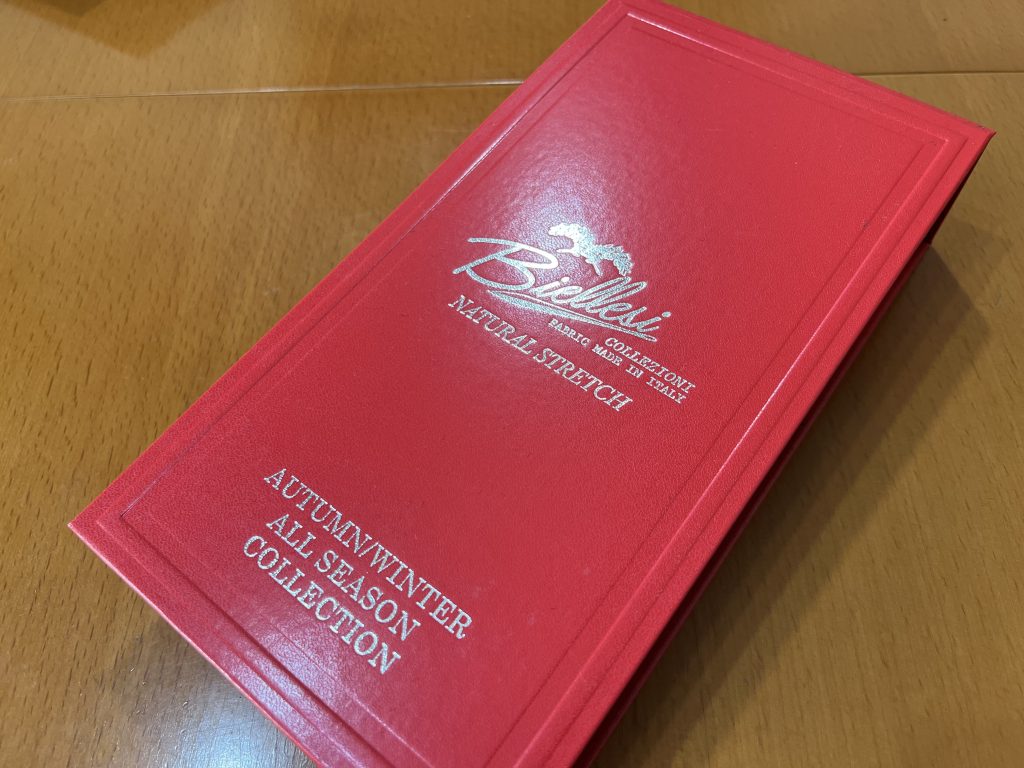 Biellesi
COLLEZIONI
FABRIC MADE IN ITALY
NATURAL STRETCH
AUTUMN/WINTER
ALL SEASON
COLLECTION